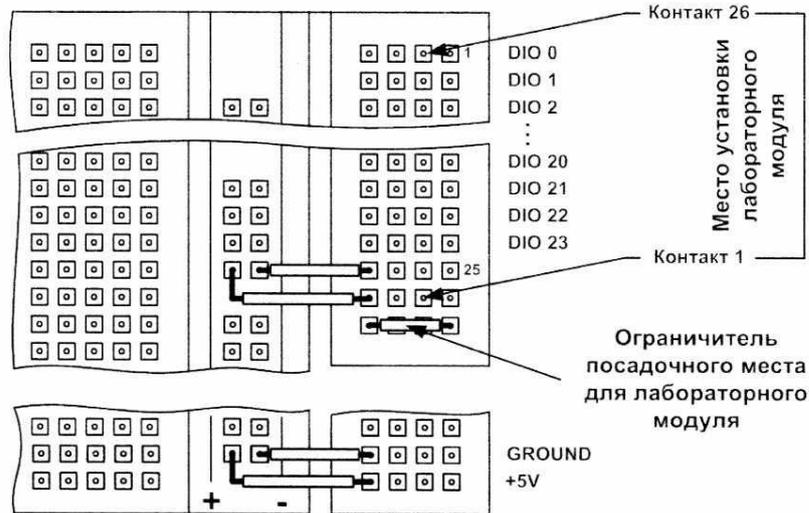 Контакт 26
1
DIO 0
DIO 1
DIO 2
DIO 20
DIO 21
DIO 22
DIO 23
Место установки
лабораторного
модуля
25
Контакт 1
Ограничитель
посадочного места
для лабораторного
модуля
GROUND
+5V
+ -